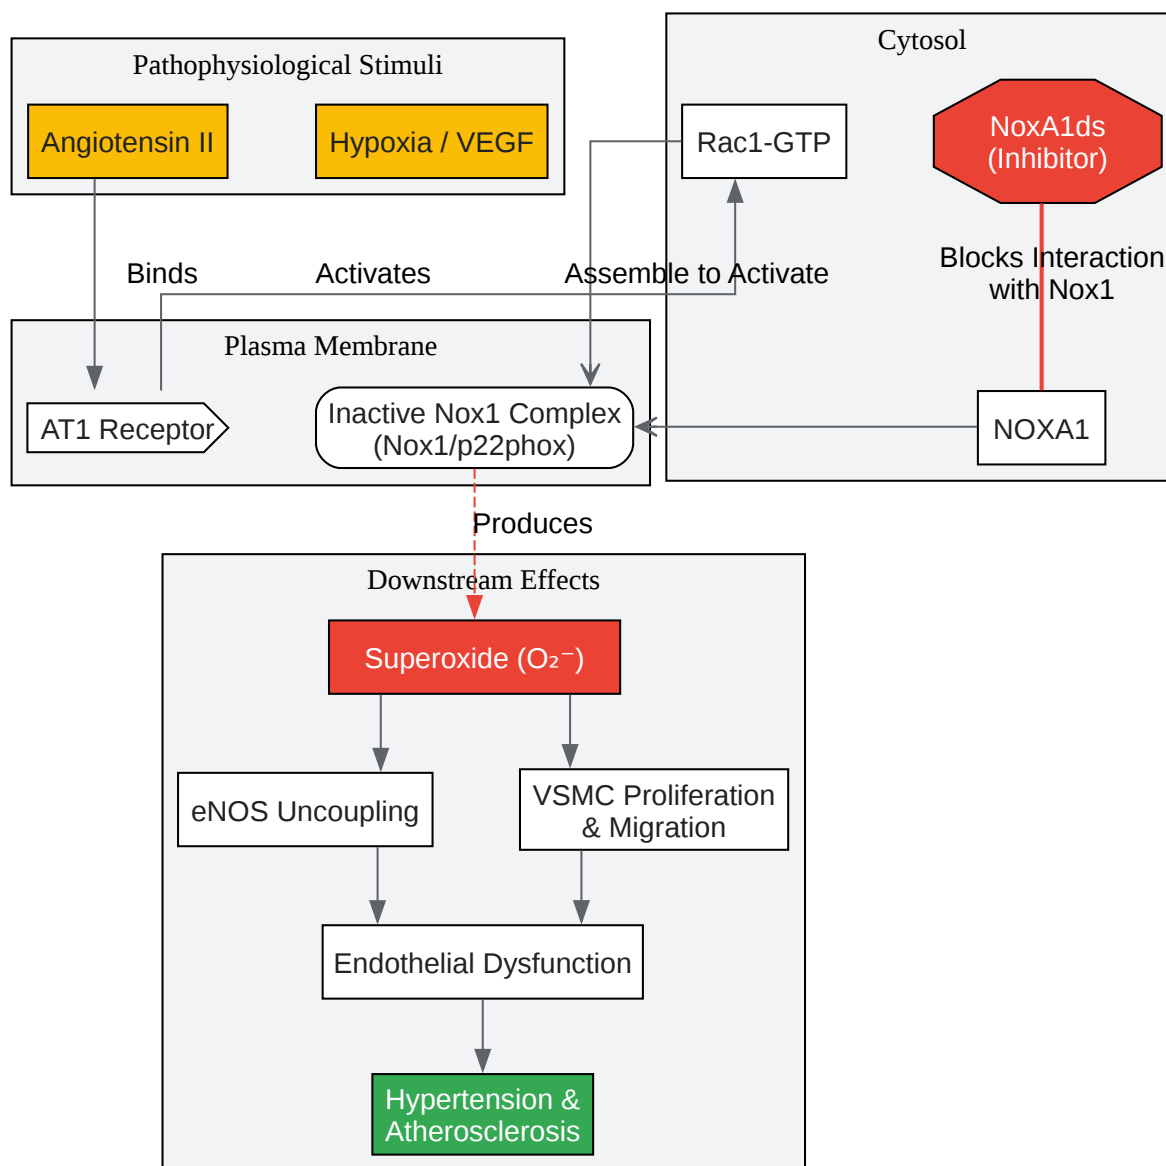 Pathophysiological Stimuli
Angiotensin II
Hypoxia / VEGF
Cytosol
Rac1-GTP
NoxA1ds
(Inhibitor)
Binds
Activates
Assemble to Activate
Blocks Interaction
with Nox1
Plasma Membrane
AT1 Receptor
Inactive Nox1 Complex
(Nox1/p22phox)
NOXA1
Produces
Downstream Effects
Superoxide (O₂⁻)
eNOS Uncoupling
VSMC Proliferation
& Migration
Endothelial Dysfunction
Hypertension &
Atherosclerosis